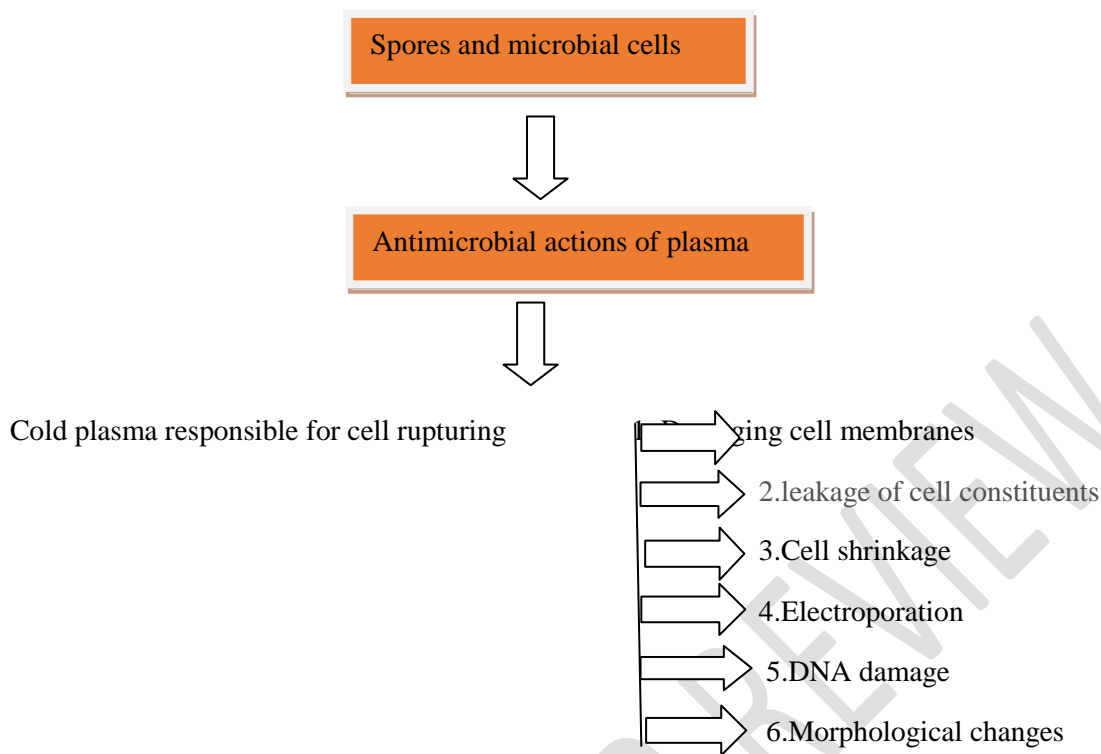 Spores and microbial cells
Antimicrobial actions of plasma
Cold plasma responsible for cell rupturing
cell membranes
2.leakage of cell constituents
3.Cell shrinkage
4.Electroporation
5.DNA damage
6.Morphological changes
REVIEW